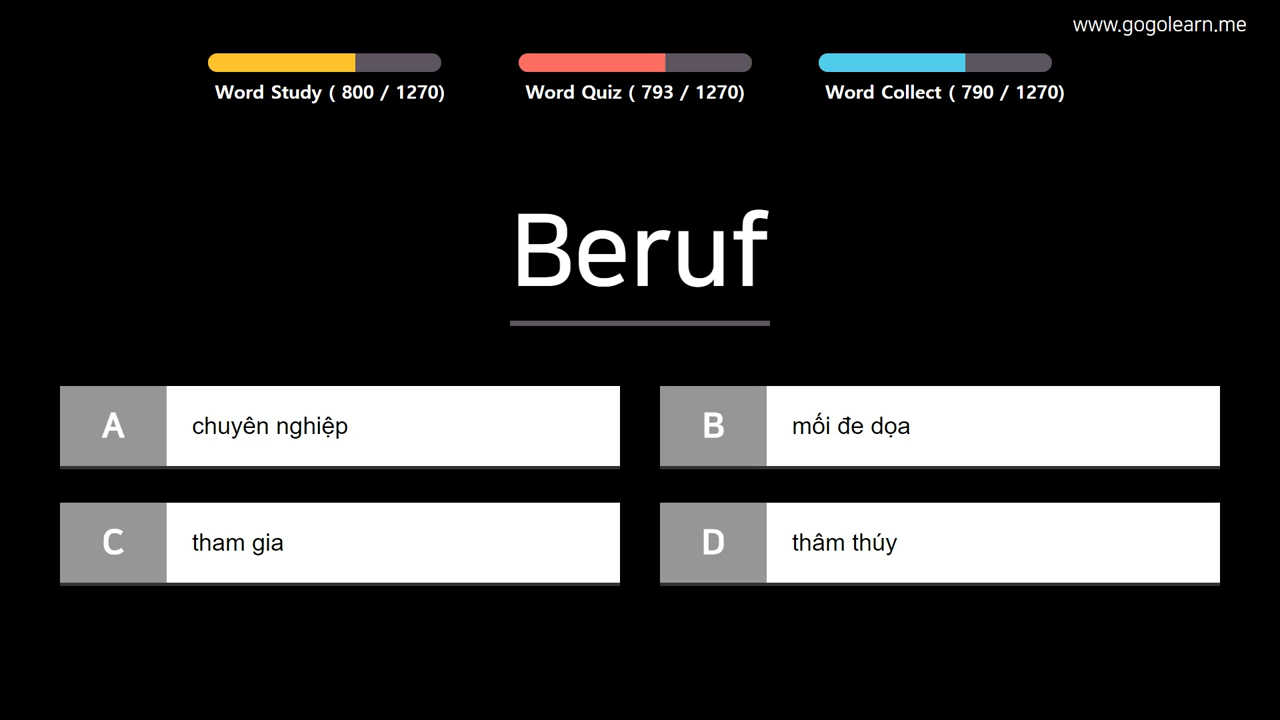 www.gogolearn.me
Word Study ( 800 / 1270)
Word Quiz ( 793 / 1270)
Word Collect ( 790 / 1270)
Beruf
A chuyên nghiệp
B mối đe dọa
C tham gia
D thâm thúy